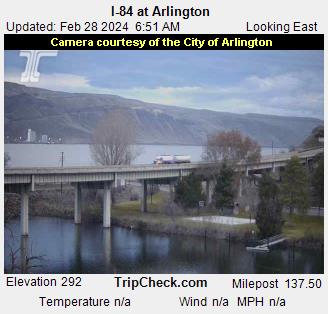 I-84 at Arlington
Updated: Feb 28 2024 6:51 AM Looking East
Camera courtesy of the City of Arlington
Elevation 292 TripCheck.com Milepost 137.50
Temperature n/a Wind n/a MPH n/a